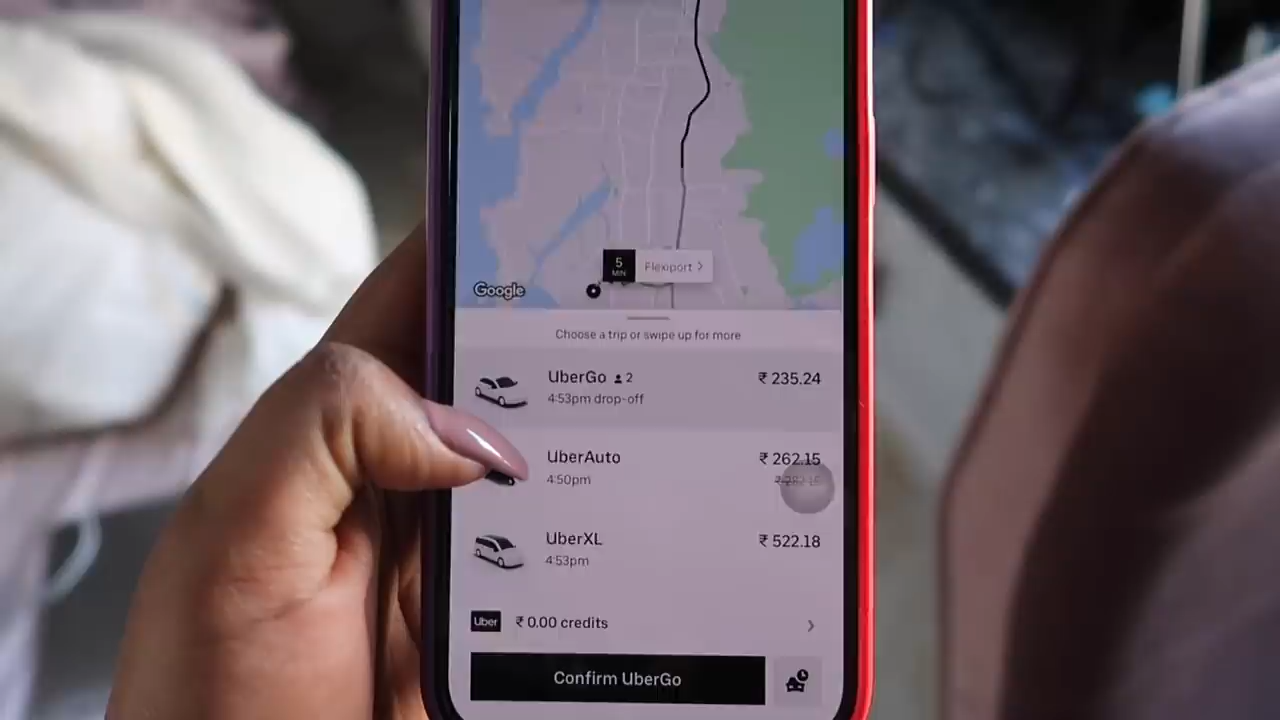 5
MIN
Flexiport >
Google
Choose a trip or swipe up for more
UberGo 2
₹ 235.24
4:53pm drop-off
UberAuto
₹ 262.15
4:50pm
UberXL
₹ 522.18
4:53pm
Uber
₹ 0.00 credits
Confirm UberGo